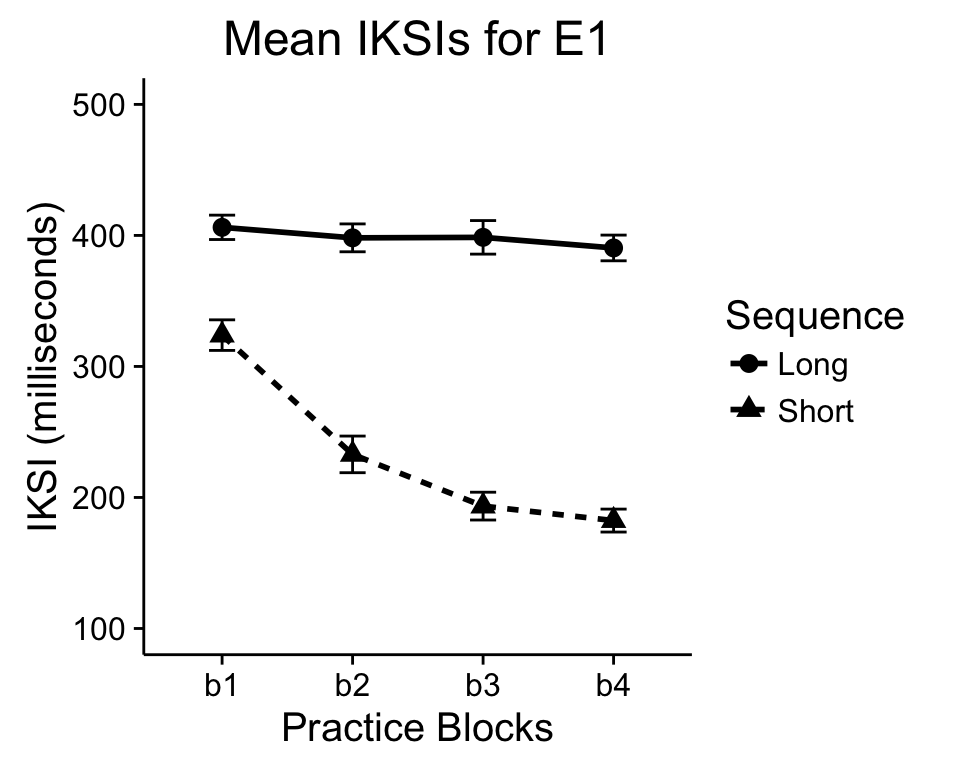 Mean IKSIs for E1
IKSI (milliseconds)
500
400
300
200
100
b1 b2 b3 b4
Practice Blocks
Sequence
Long
Short